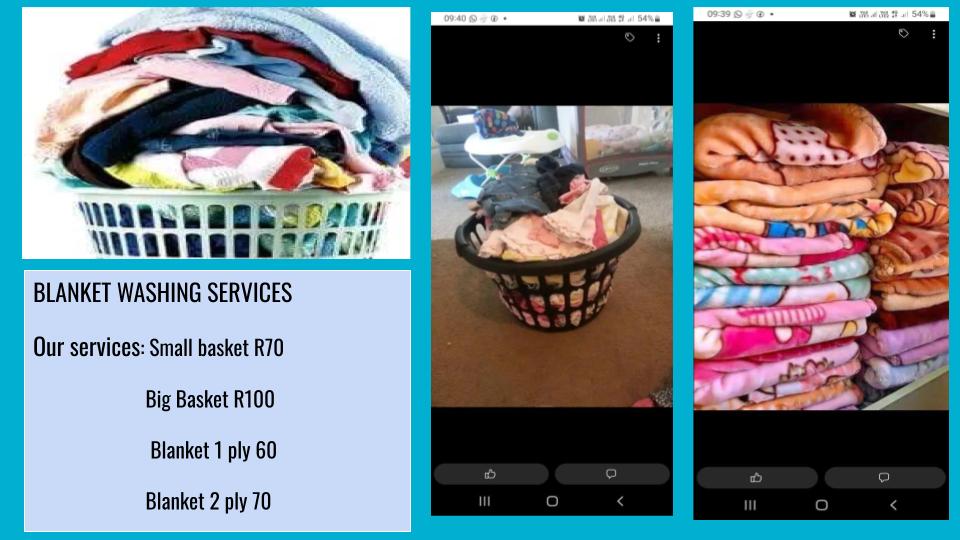 BLANKET WASHING SERVICES
Our services: Small basket R70
Big Basket R100
Blanket 1 ply 60
Blanket 2 ply 70
09:40
54%
09:39
54%